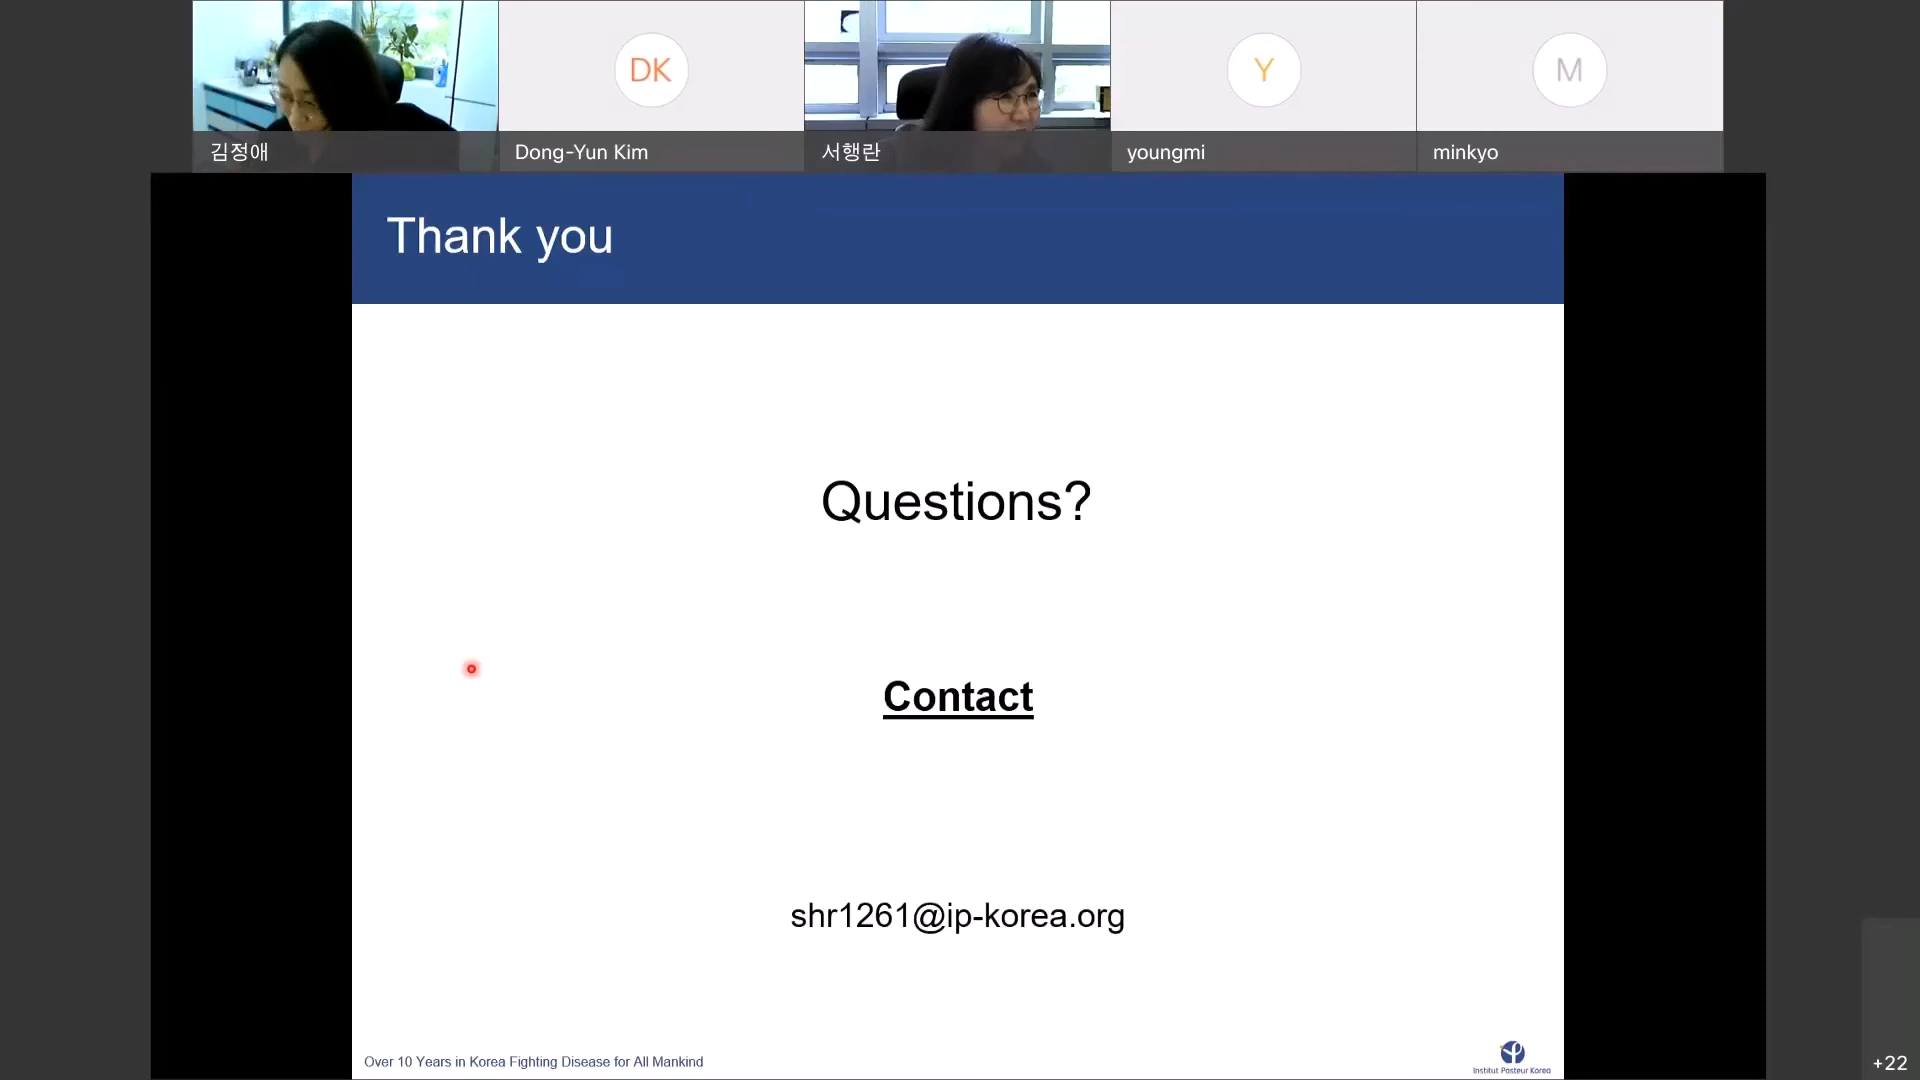 DK
Y
M
김정애
Dong-Yun Kim
서행란
youngmi
minkyo
Thank you
Questions?
Contact
shr1261@ip-korea.org
Over 10 Years in Korea Fighting Disease for All Mankind
Institut Pasteur Korea
+22